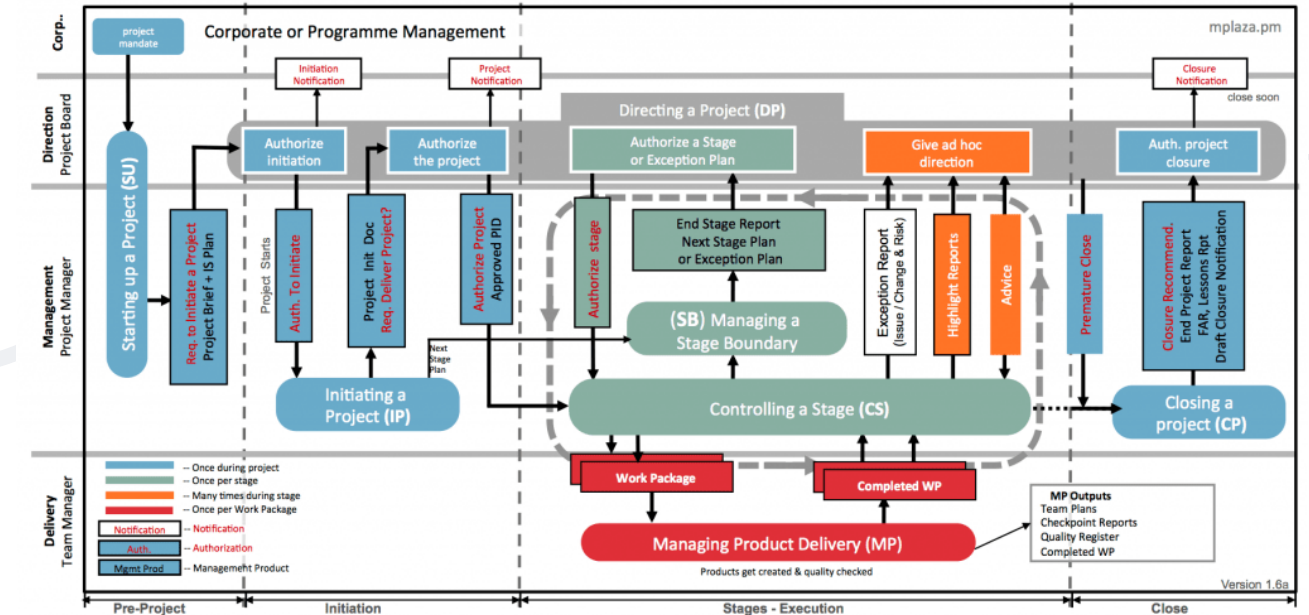 Corp..
project
mandate
Corporate or Programme Management
mplaza.pm
Initiation
Notification
Project
Notification
Closure
Notification
close soon
Direction
Project Board
Directing a Project (DP)
Authorize
initiation
Authorize
the project
Authorize a Stage
or Exception Plan
Give ad hoc
direction
Auth. project
closure
Management
Project Manager
Starting up a Project (SU)
Req. to Initiate a Project
Project Brief + IS Plan
Project Starts
Auth. To Initiate
Project Init Doc
Req. Deliver Project?
Authorize Project
Approved PID
Authorize stage
End Stage Report
Next Stage Plan
or Exception Plan
Exception Report
(Issue / Change & Risk)
Highlight Reports
Advice
Premature Close
Closure Recommend.
End Project Report
FAR, Lessons Rpt
Draft Closure Notification
(SB) Managing a
Stage Boundary
Next
Stage
Plan
Initiating a
Project (IP)
Controlling a Stage (CS)
Closing a
project (CP)
Delivery
Team Manager
-- Once during project
-- Once per stage
-- Many times during stage
-- Once per Work Package
Notification -- Notification
Auth. -- Authorization
Mgmt Prod -- Management Product
Work Package
Completed WP
Managing Product Delivery (MP)
Products get created & quality checked
MP Outputs
Team Plans
Checkpoint Reports
Quality Register
Completed WP
Version 1.6a
Pre-Project
Initiation
Stages - Execution
Close